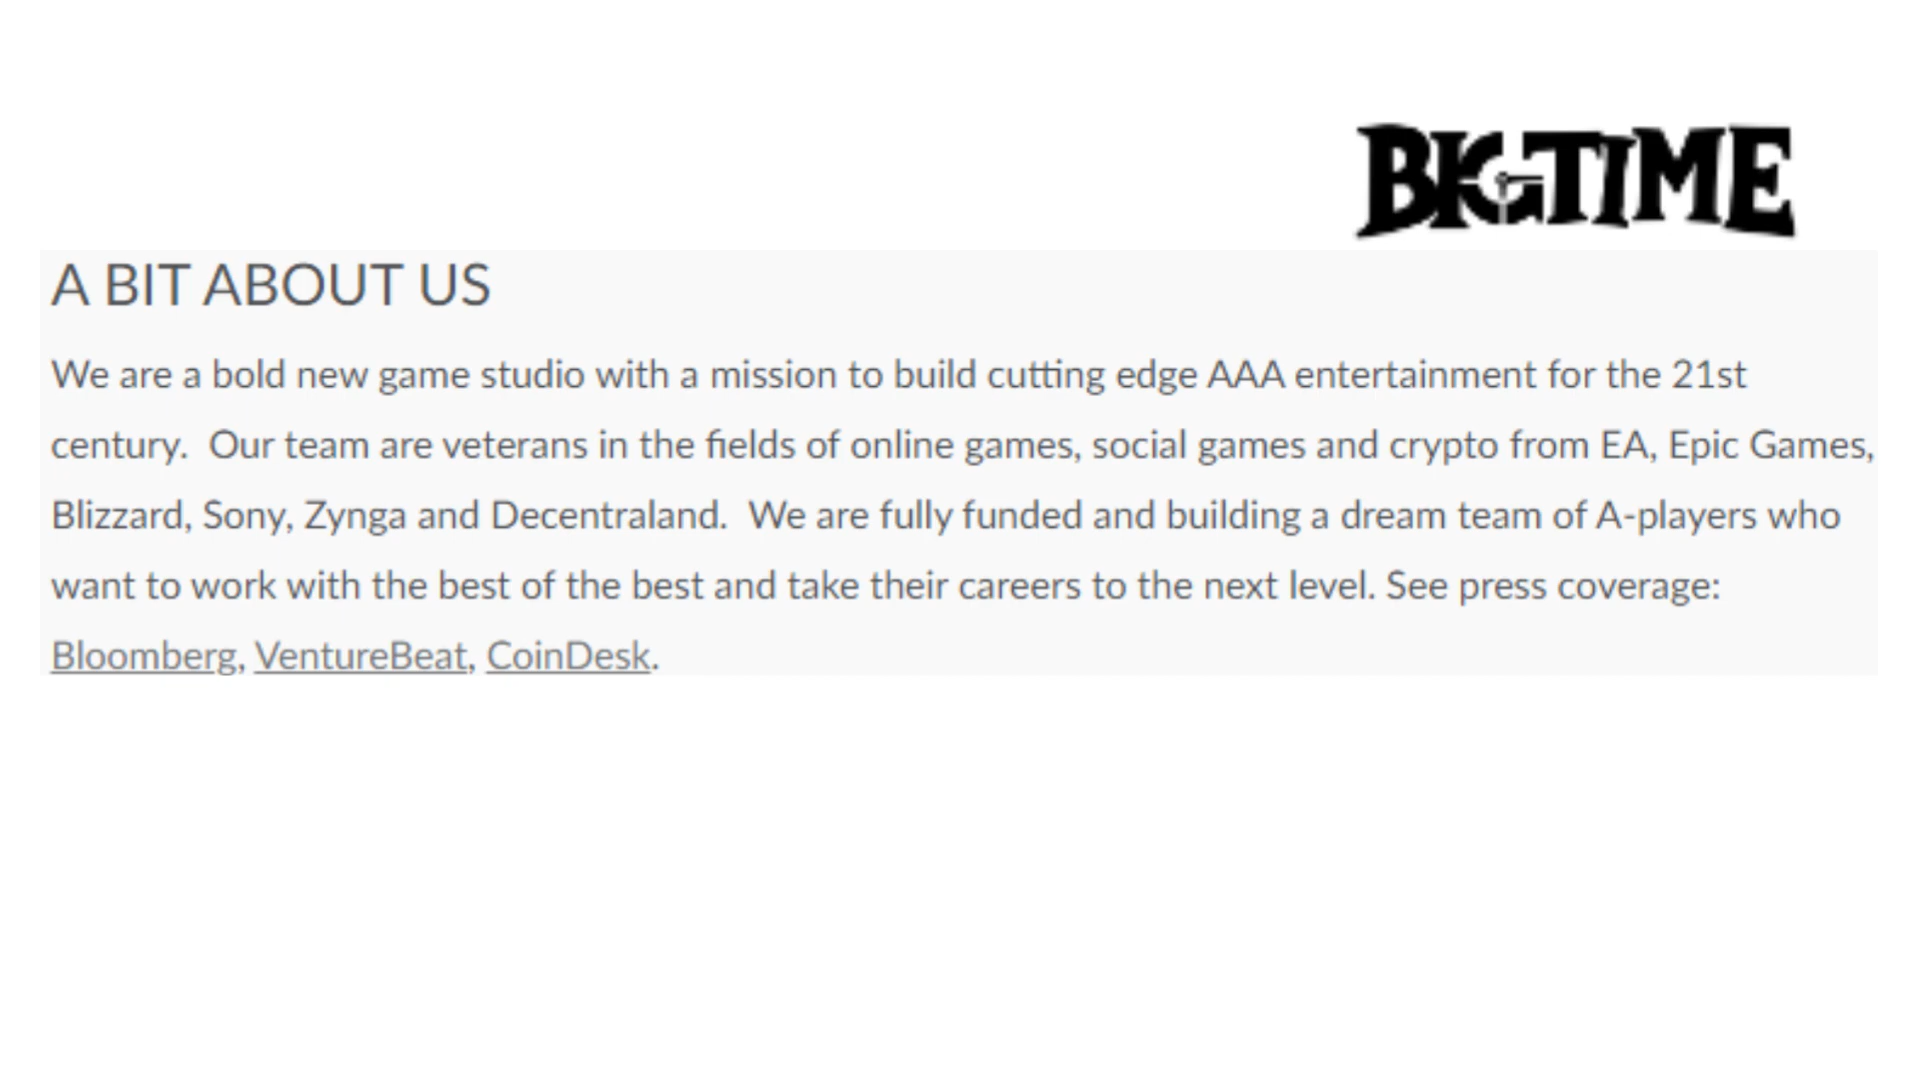 BIGTIME
A BIT ABOUT US
We are a bold new game studio with a mission to build cutting edge AAA entertainment for the 21st
century.  Our team are veterans in the fields of online games, social games and crypto from EA, Epic Games,
Blizzard, Sony, Zynga and Decentraland.  We are fully funded and building a dream team of A-players who
want to work with the best of the best and take their careers to the next level. See press coverage:
Bloomberg, VentureBeat, CoinDesk.